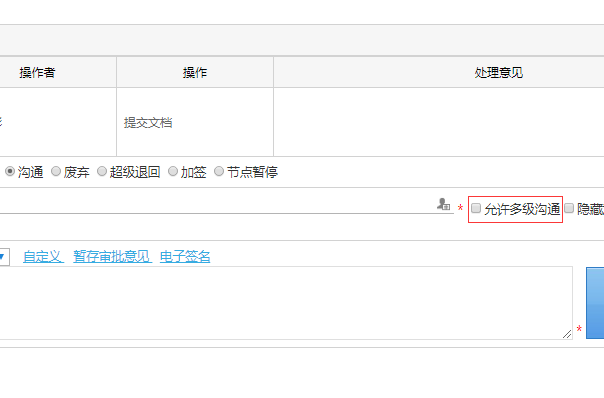 操作者 操作 处理意见
提交文档
沟通 废弃 超级退回 加签 节点暂停
* 允许多级沟通 隐藏
自定义 暂存审批意见 电子签名
*